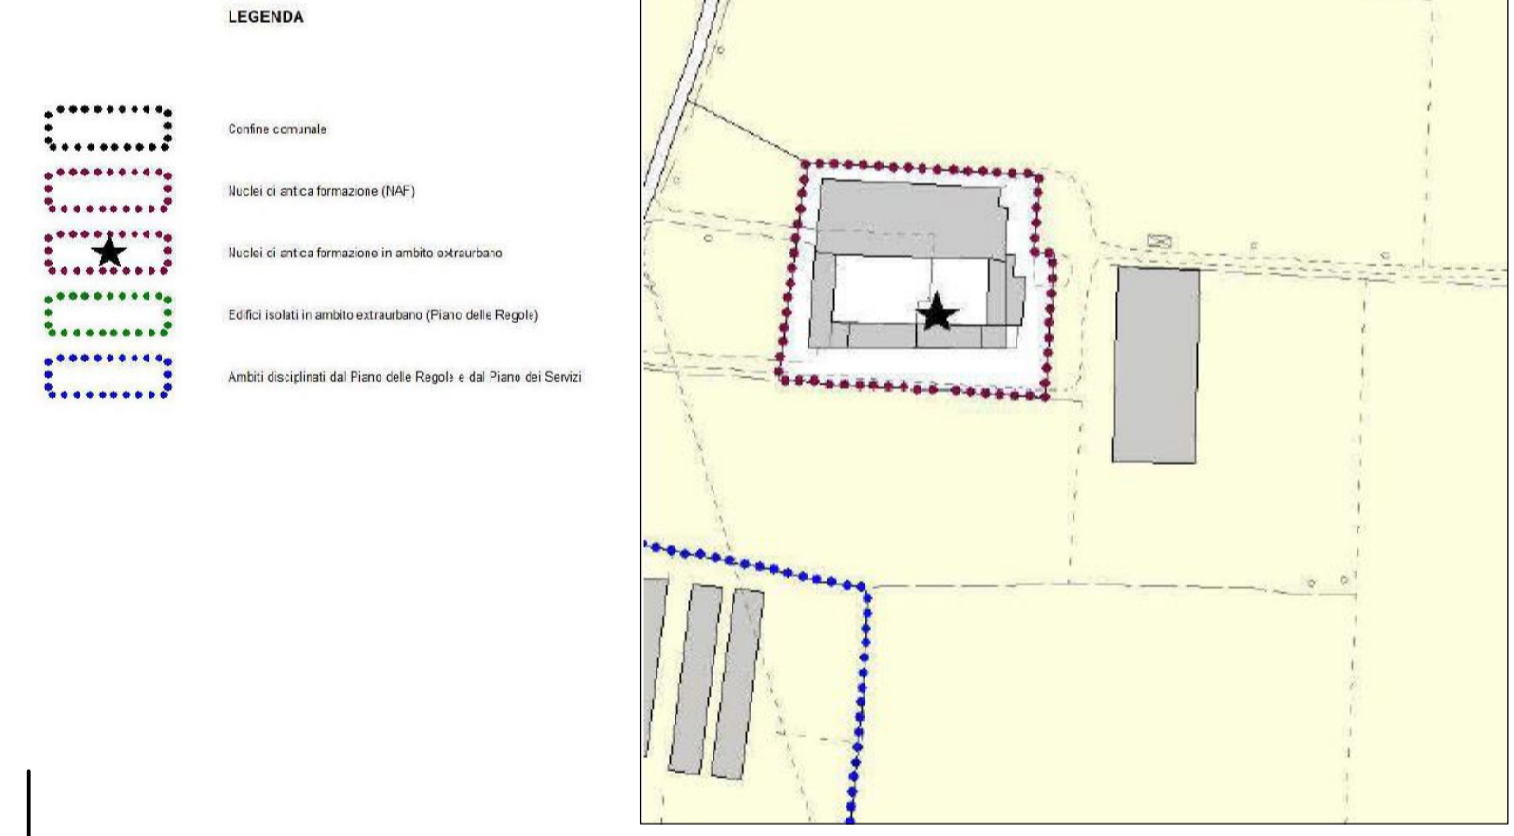 LEGENDA
Confine comunale
Nuclei di antica formazione (NAF)
Nuclei di antica formazione in ambito extraurbano
Edifici isolati in ambito extraurbano (Piano delle Regole)
Ambiti disciplinati dal Piano delle Regole e dal Piano dei Servizi